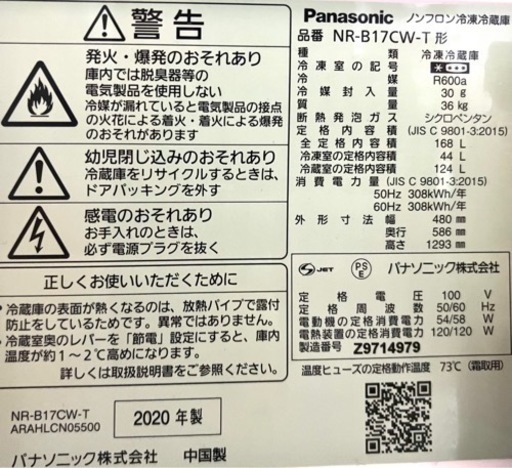 警告
発火・爆発のおそれあり
庫内では脱臭器等の
電気製品を使用しない
冷媒が漏れていると電気製品の接点
の火花による着火・着火による爆発
のおそれがあります
幼児閉じ込みのおそれあり
冷蔵庫をリサイクルするときは、
ドアパッキングを外す
感電のおそれあり
お手入れのときは、
必ず電源プラグを抜く
正しくお使いいただくために
・冷蔵庫の表面が熱くなるのは、放熱パイプで露付
防止をしているためです。異常ではありません。
・冷蔵室奥のレバーを「節電」設定にすると、庫内
温度が約1~2℃高めになります。
詳しくは取扱説明書をご参照ください。
NR-B17CW-T
ARAHLCN05500
2020年製
パナソニック株式会社 中国製
Panasonic ノンフロン冷凍冷蔵庫
品番 NR-B17CW-T 形
種類 冷凍冷蔵庫
冷凍室の記号
冷媒 R600a
冷媒封入量 30 g
質量 36 kg
断熱発泡ガス シクロペンタン
定格内容積 (JIS C 9801-3:2015)
全定格内容積 168 L
冷凍室の定格内容積 44 L
冷蔵室の定格内容積 124 L
消費電力量 (JIS C 9801-3:2015)
50Hz 308kWh/年
60Hz 308kWh/年
外形寸法 幅 480 mm
奥行 586 mm
高さ 1293 mm
JET PSE パナソニック株式会社
定格電圧 100 V
定格周波数 50/60 Hz
電動機の定格消費電力 54/58 W
電熱装置の定格消費電力 120/120 W
製造番号 Z9714979
温度ヒューズの定格動作温度 73℃ (霜取用)